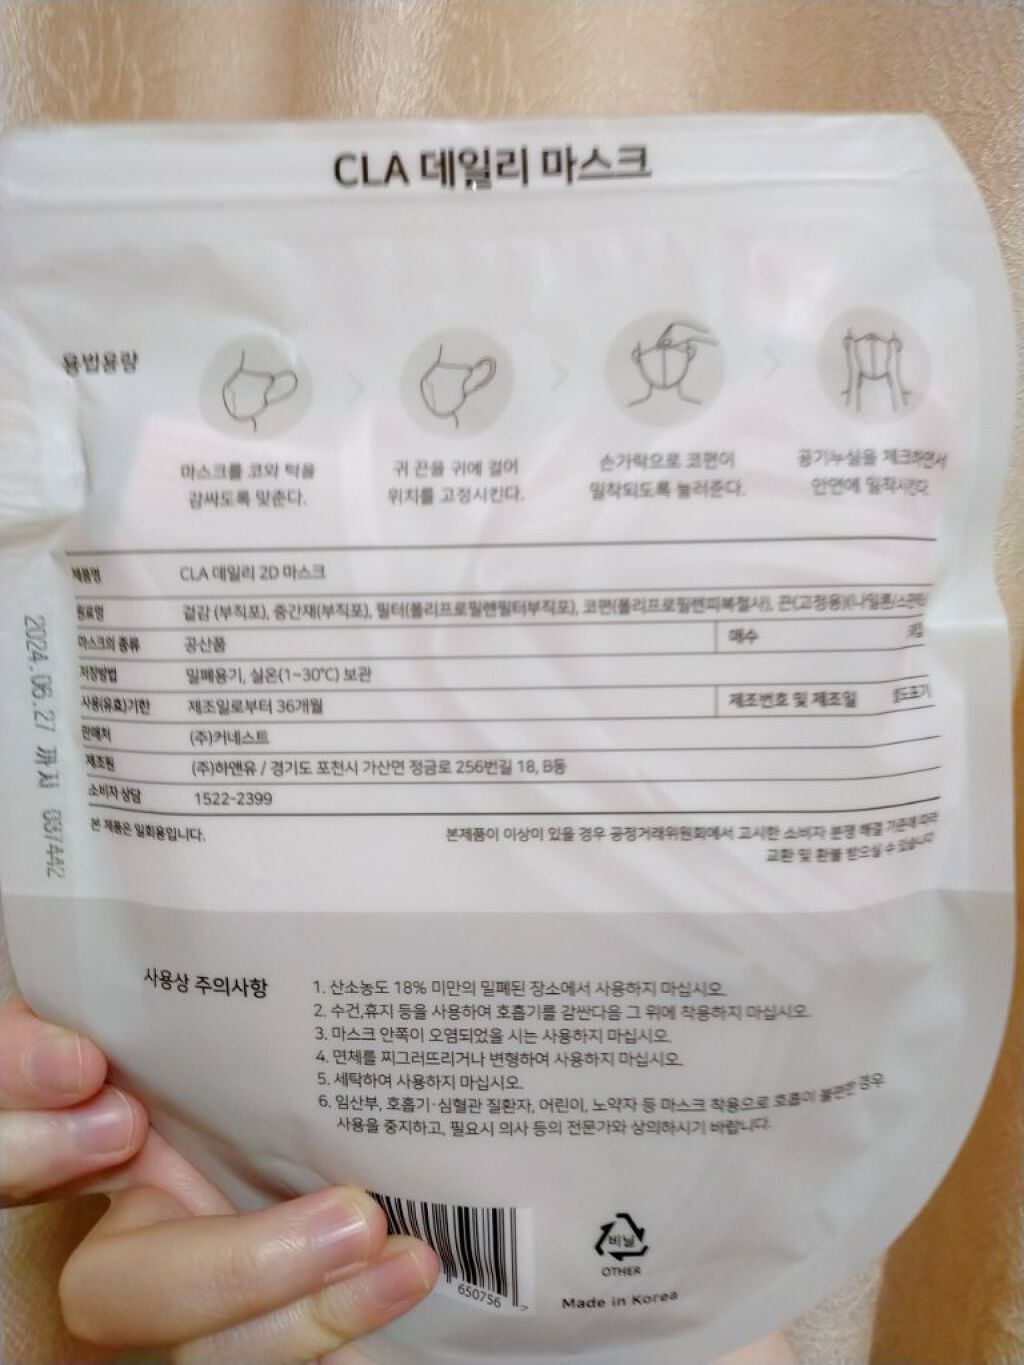 CLA 데일리 마스크
용법용량
마스크를 코와 턱을
감싸도록 맞춘다.
귀 끈을 귀에 걸어
위치를 고정시킨다.
손가락으로 코편이
밀착되도록 눌러준다.
공기누설을 체크하면서
안면에 밀착시킨다.
제품명 CLA 데일리 2D 마스크
원료명 겉감 (부직포), 중간재(부직포), 필터(폴리프로필렌필터부직포), 코편(폴리프로필렌피복철사), 끈(고정용)(나일론/스판텍
마스크의 종류 공산품 매수
저장방법 밀폐용기, 실온(1~30℃) 보관
사용(유효)기한 제조일로부터 36개월 제조번호 및 제조일 별도표기
판매처 (주)커네스트
제조원 (주)하앤유 / 경기도 포천시 가산면 정금로 256번길 18, B동
소비자 상담 1522-2399
본 제품은 일회용입니다.
본제품이 이상이 있을 경우 공정거래위원회에서 고시한 소비자 분쟁 해결 기준에 따라
교환 및 환불 받으실 수 있습니다
2024.06.27 까지 037442
사용상 주의사항
1. 산소농도 18% 미만의 밀폐된 장소에서 사용하지 마십시오.
2. 수건,휴지 등을 사용하여 호흡기를 감싼다음 그 위에 착용하지 마십시오.
3. 마스크 안쪽이 오염되었을 시는 사용하지 마십시오.
4. 면체를 찌그러뜨리거나 변형하여 사용하지 마십시오.
5. 세탁하여 사용하지 마십시오.
6. 임산부, 호흡기·심혈관 질환자, 어린이, 노약자 등 마스크 착용으로 호흡이 불편한 경우
사용을 중지하고, 필요시 의사 등의 전문가와 상의하시기 바랍니다.
650756 >
비닐
OTHER
Made in Korea